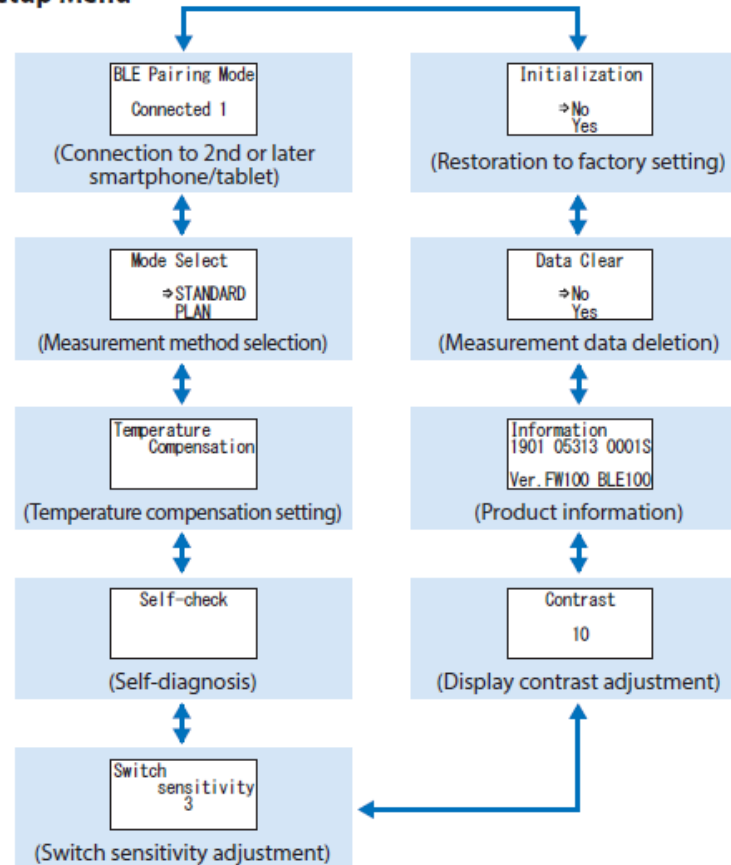 Menu
BLE Pairing Mode
Connected 1
(Connection to 2nd or later
smartphone/tablet)
Mode Select
⇒STANDARD
PLAN
(Measurement method selection)
Temperature
Compensation
(Temperature compensation setting)
Self-check
(Self-diagnosis)
Switch
sensitivity
3
(Switch sensitivity adjustment)
Initialization
⇒No
Yes
(Restoration to factory setting)
Data Clear
⇒No
Yes
(Measurement data deletion)
Information
1901 05313 0001S
Ver.FW100 BLE100
(Product information)
Contrast
10
(Display contrast adjustment)